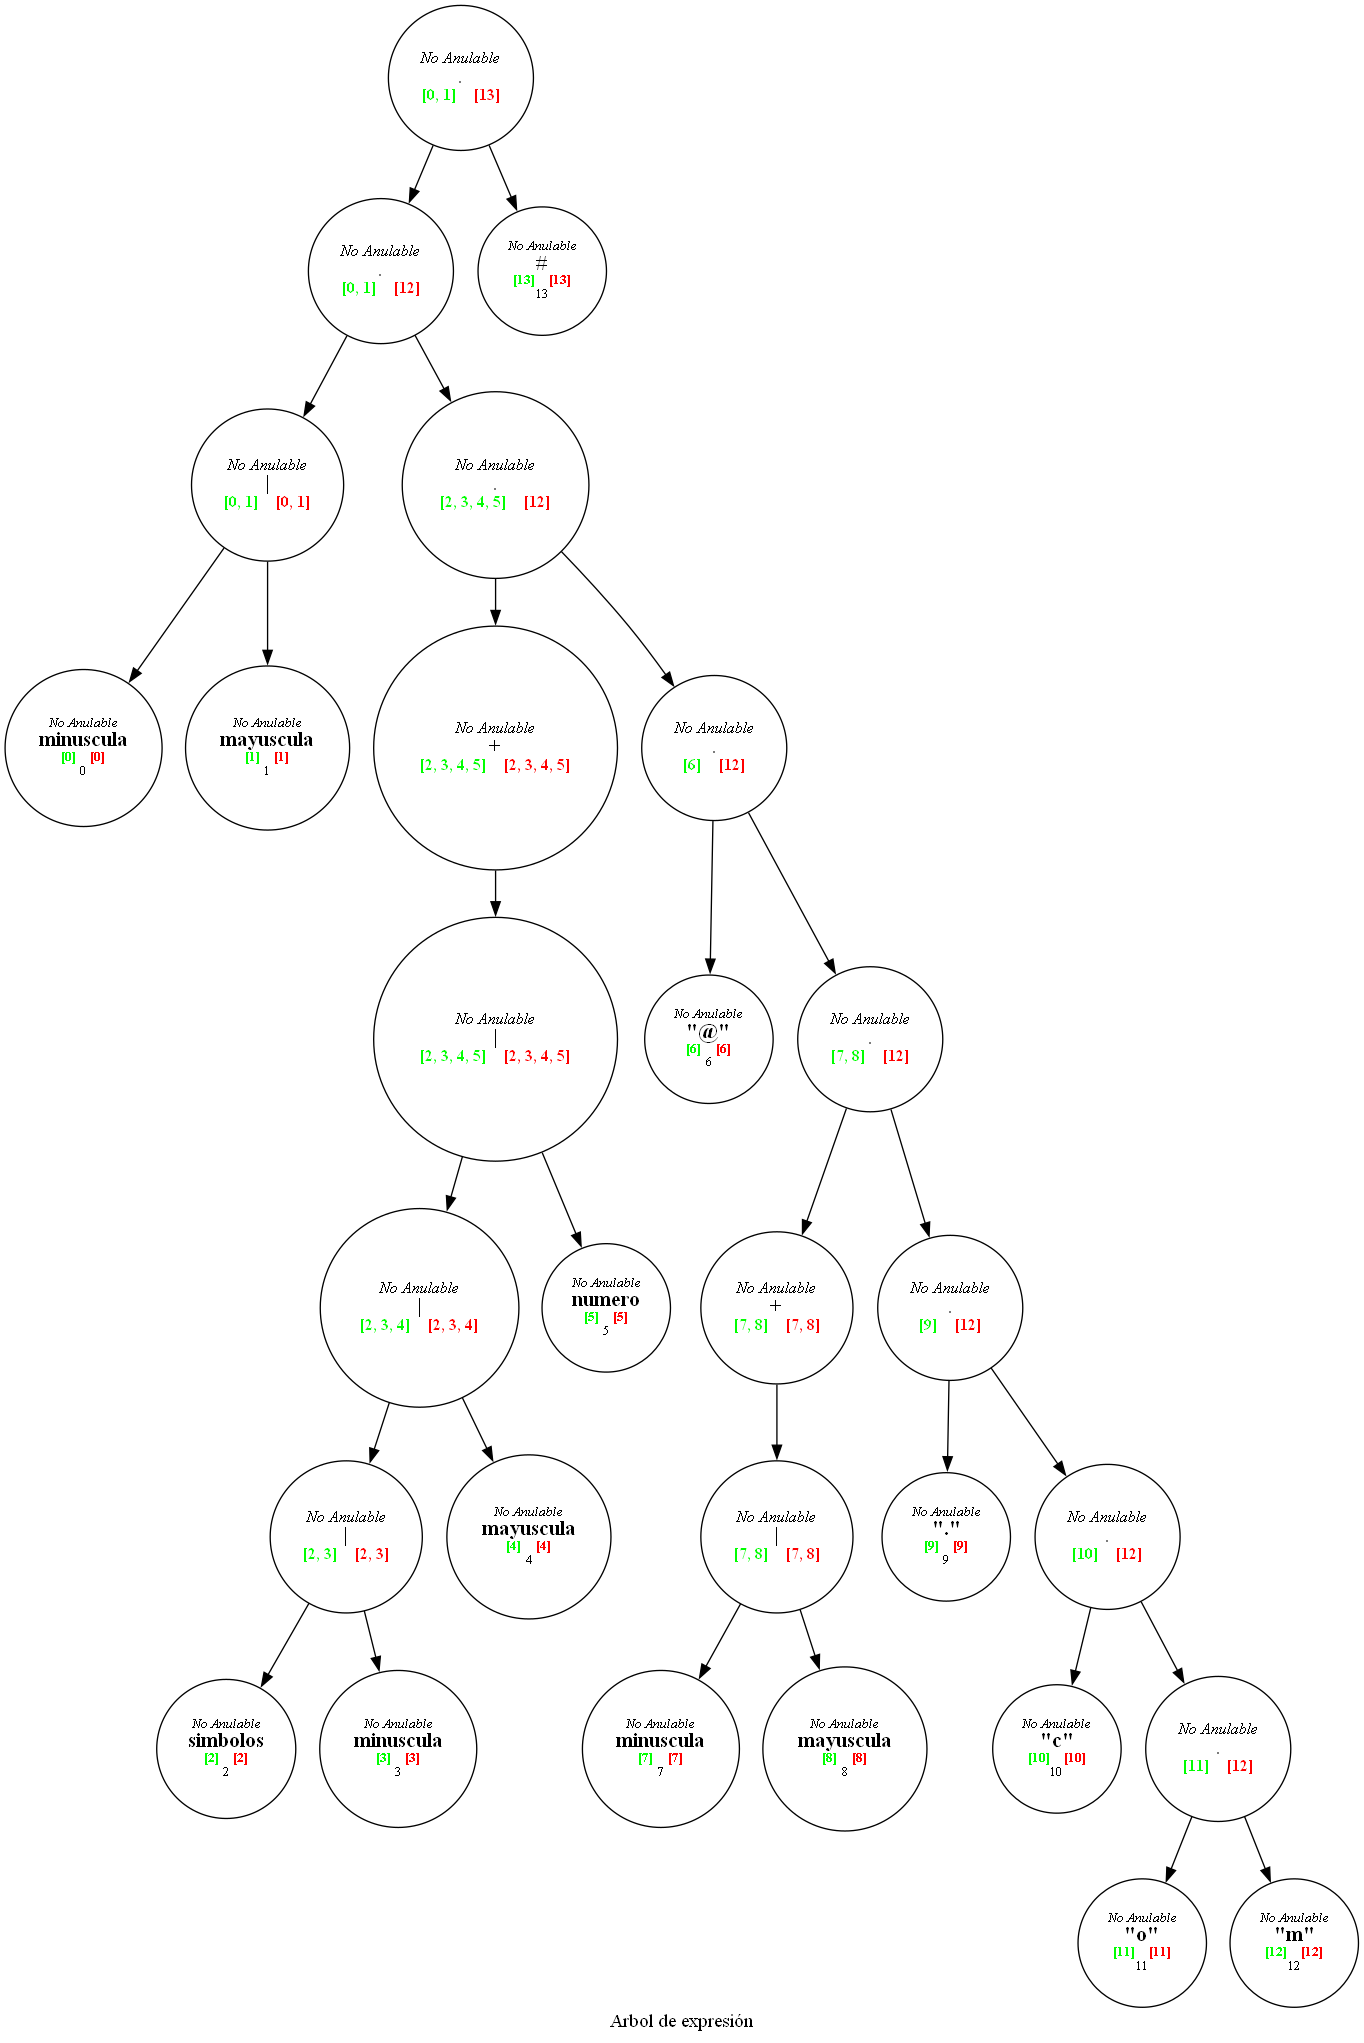 No Anulable
.
[0, 1] [13]
No Anulable
.
[0, 1] [12]
No Anulable
#
[13] [13]
13
No Anulable
|
[0, 1] [0, 1]
No Anulable
.
[2, 3, 4, 5] [12]
No Anulable
minuscula
[0] [0]
0
No Anulable
mayuscula
[1] [1]
1
No Anulable
+
[2, 3, 4, 5] [2, 3, 4, 5]
No Anulable
.
[6] [12]
No Anulable
|
[2, 3, 4, 5] [2, 3, 4, 5]
No Anulable
"@"
[6] [6]
6
No Anulable
.
[7, 8] [12]
No Anulable
|
[2, 3, 4] [2, 3, 4]
No Anulable
numero
[5] [5]
5
No Anulable
+
[7, 8] [7, 8]
No Anulable
.
[9] [12]
No Anulable
|
[2, 3] [2, 3]
No Anulable
mayuscula
[4] [4]
4
No Anulable
|
[7, 8] [7, 8]
No Anulable
"."
[9] [9]
9
No Anulable
.
[10] [12]
No Anulable
simbolos
[2] [2]
2
No Anulable
minuscula
[3] [3]
3
No Anulable
minuscula
[7] [7]
7
No Anulable
mayuscula
[8] [8]
8
No Anulable
"c"
[10] [10]
10
No Anulable
.
[11] [12]
No Anulable
"o"
[11] [11]
11
No Anulable
"m"
[12] [12]
12
Arbol de expresión